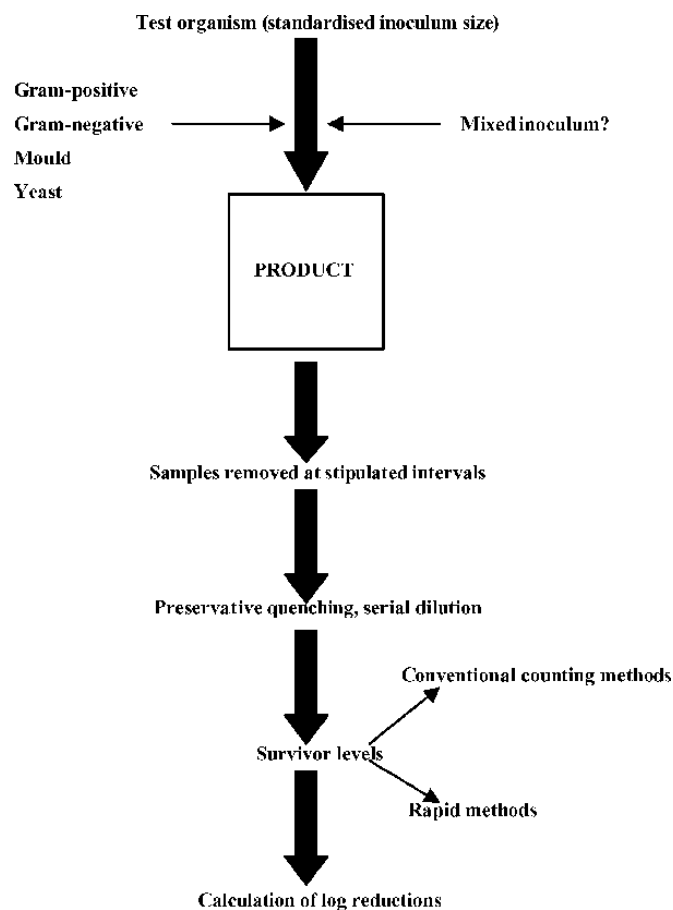 Test organism (standardised inoculum size)
Gram-positive
Gram-negative
Mould
Yeast
Mixed inoculum?
PRODUCT
Samples removed at stipulated intervals
Preservative quenching, serial dilution
Conventional counting methods
Survivor levels
Rapid methods
Calculation of log reductions